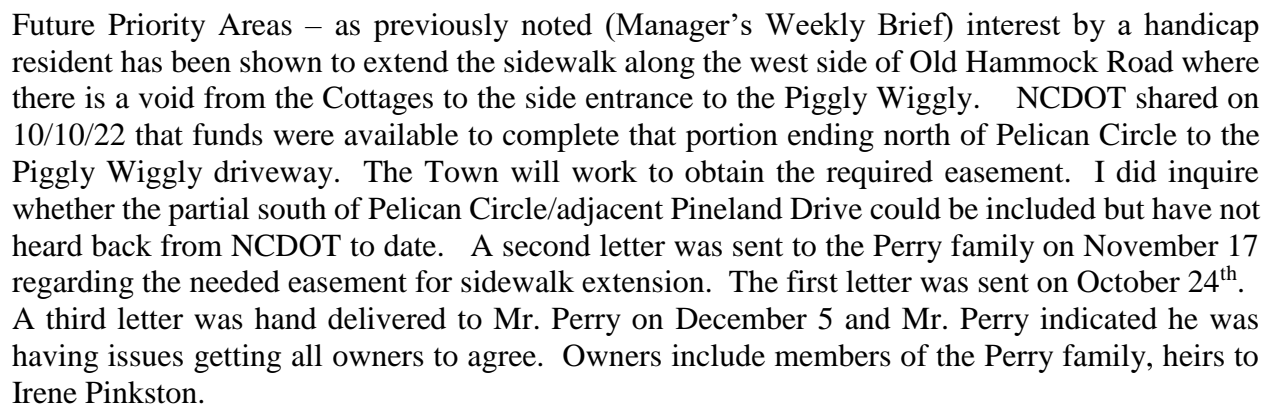 Future Priority Areas – as previously noted (Manager's Weekly Brief) interest by a handicap
resident has been shown to extend the sidewalk along the west side of Old Hammock Road where
there is a void from the Cottages to the side entrance to the Piggly Wiggly. NCDOT shared on
10/10/22 that funds were available to complete that portion ending north of Pelican Circle to the
Piggly Wiggly driveway. The Town will work to obtain the required easement. I did inquire
whether the partial south of Pelican Circle/adjacent Pineland Drive could be included but have not
heard back from NCDOT to date. A second letter was sent to the Perry family on November 17
regarding the needed easement for sidewalk extension. The first letter was sent on October 24th.
A third letter was hand delivered to Mr. Perry on December 5 and Mr. Perry indicated he was
having issues getting all owners to agree. Owners include members of the Perry family, heirs to
Irene Pinkston.